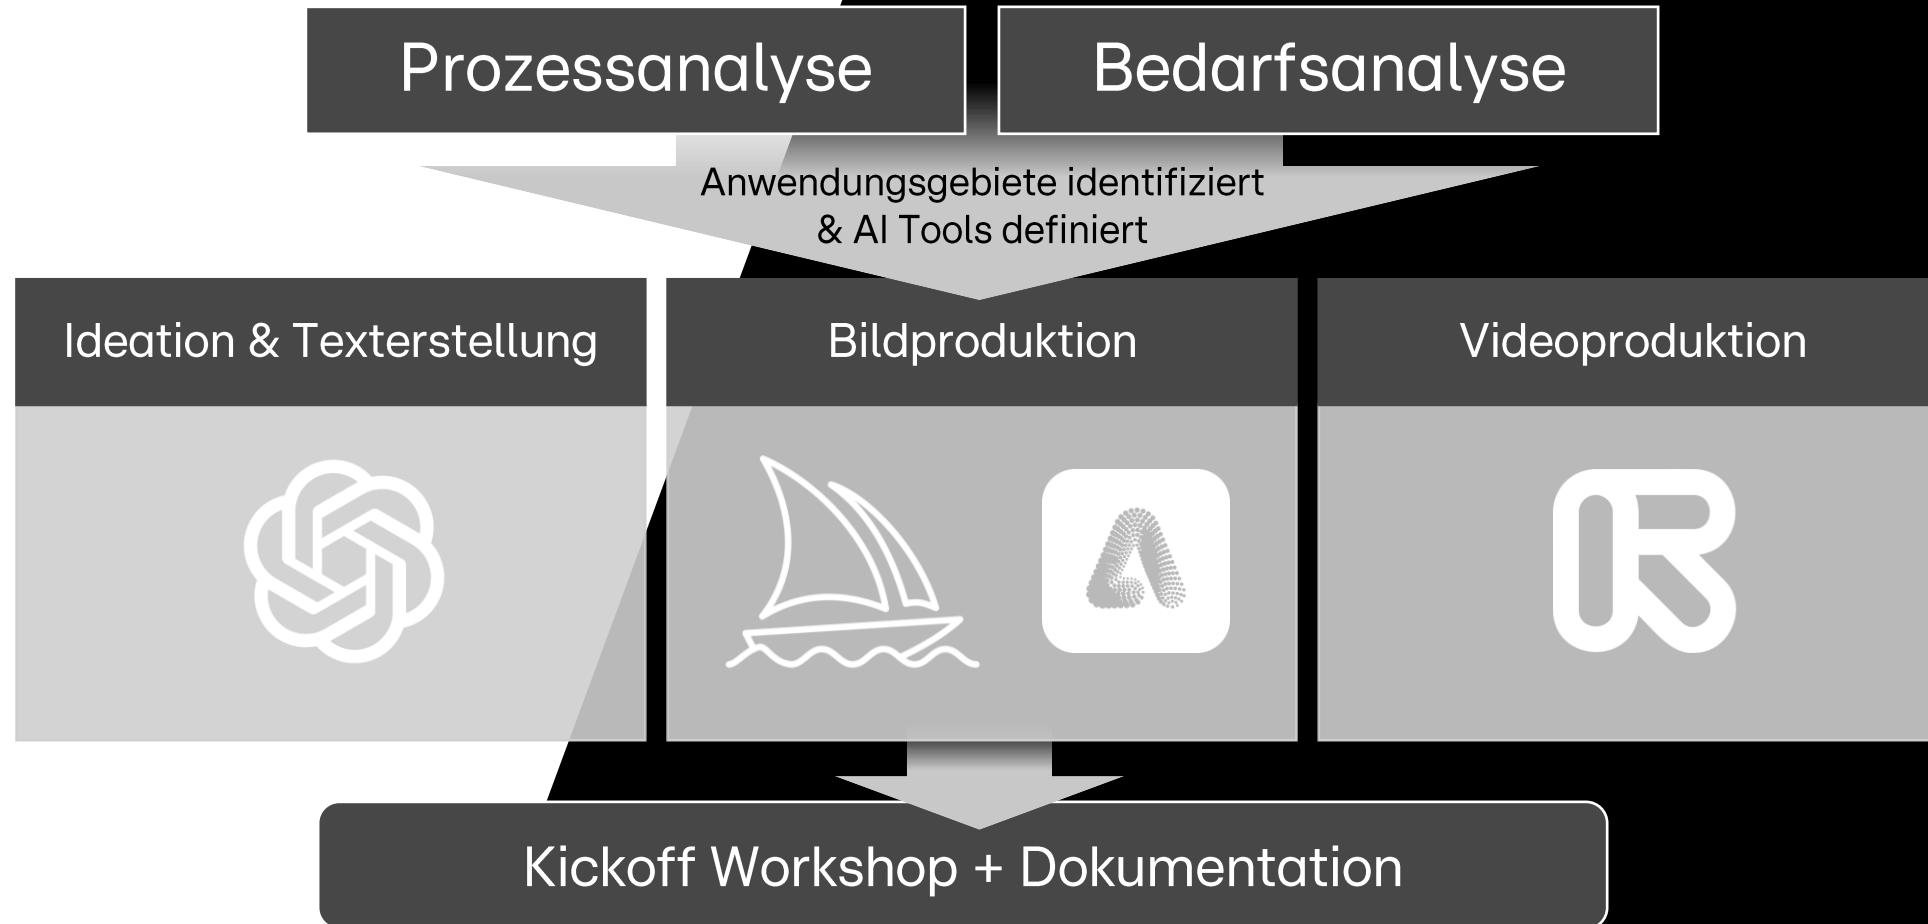 Prozessanalyse
Bedarfsanalyse
Anwendungsgebiete identifiziert
& AI Tools definiert
Ideation & Texterstellung
Bildproduktion
Videoproduktion
Kickoff Workshop + Dokumentation